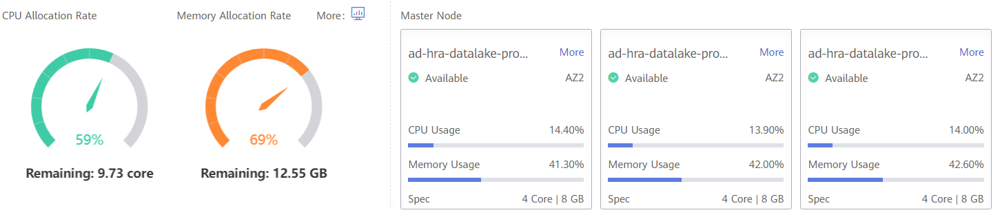 CPU Allocation Rate
Memory Allocation Rate
More:
59%
69%
Remaining: 9.73 core
Remaining: 12.55 GB
Master Node
ad-hra-datalake-pro... More
Available AZ2
CPU Usage 14.40%
Memory Usage 41.30%
Spec 4 Core | 8 GB
ad-hra-datalake-pro... More
Available AZ2
CPU Usage 13.90%
Memory Usage 42.00%
Spec 4 Core | 8 GB
ad-hra-datalake-pro... More
Available AZ2
CPU Usage 14.00%
Memory Usage 42.60%
Spec 4 Core | 8 GB